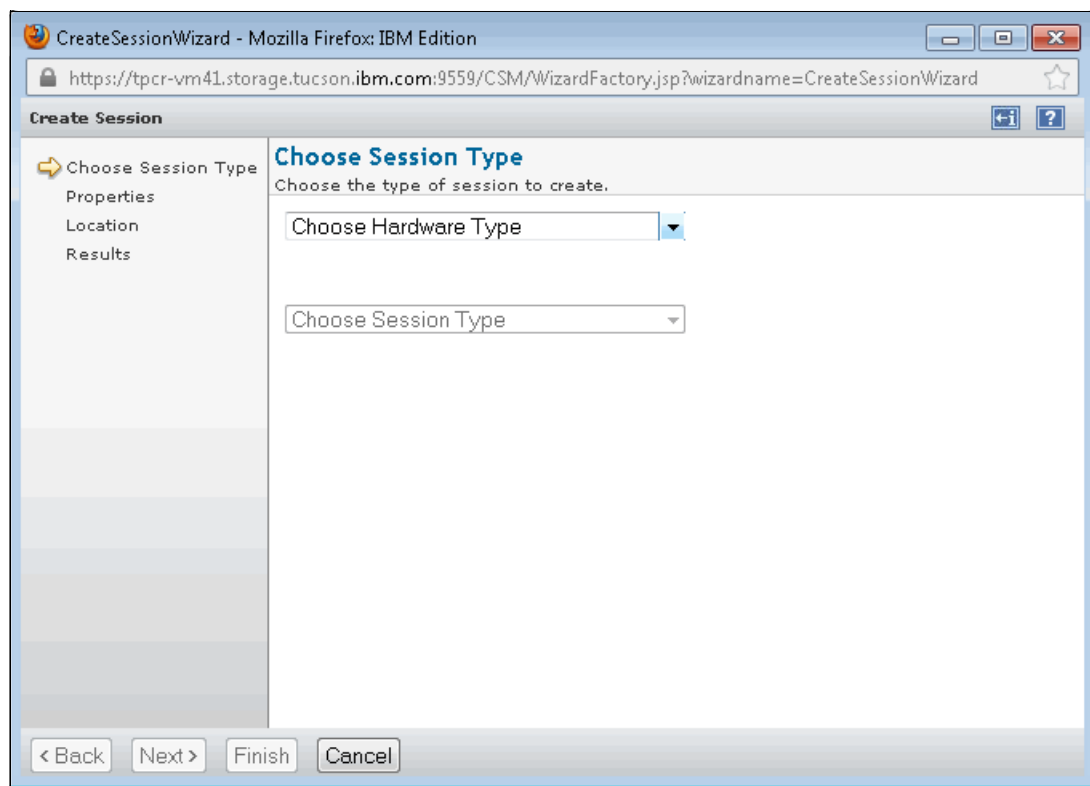 CreateSessionWizard - Mozilla Firefox: IBM Edition
https://tpcr-vm41.storage.tucson.ibm.com:9559/CSM/WizardFactory.jsp?wizardname=CreateSessionWizard
Create Session
Choose Session Type
Properties
Location
Results
Choose Session Type
Choose the type of session to create.
Choose Hardware Type
Choose Session Type
< Back Next > Finish Cancel